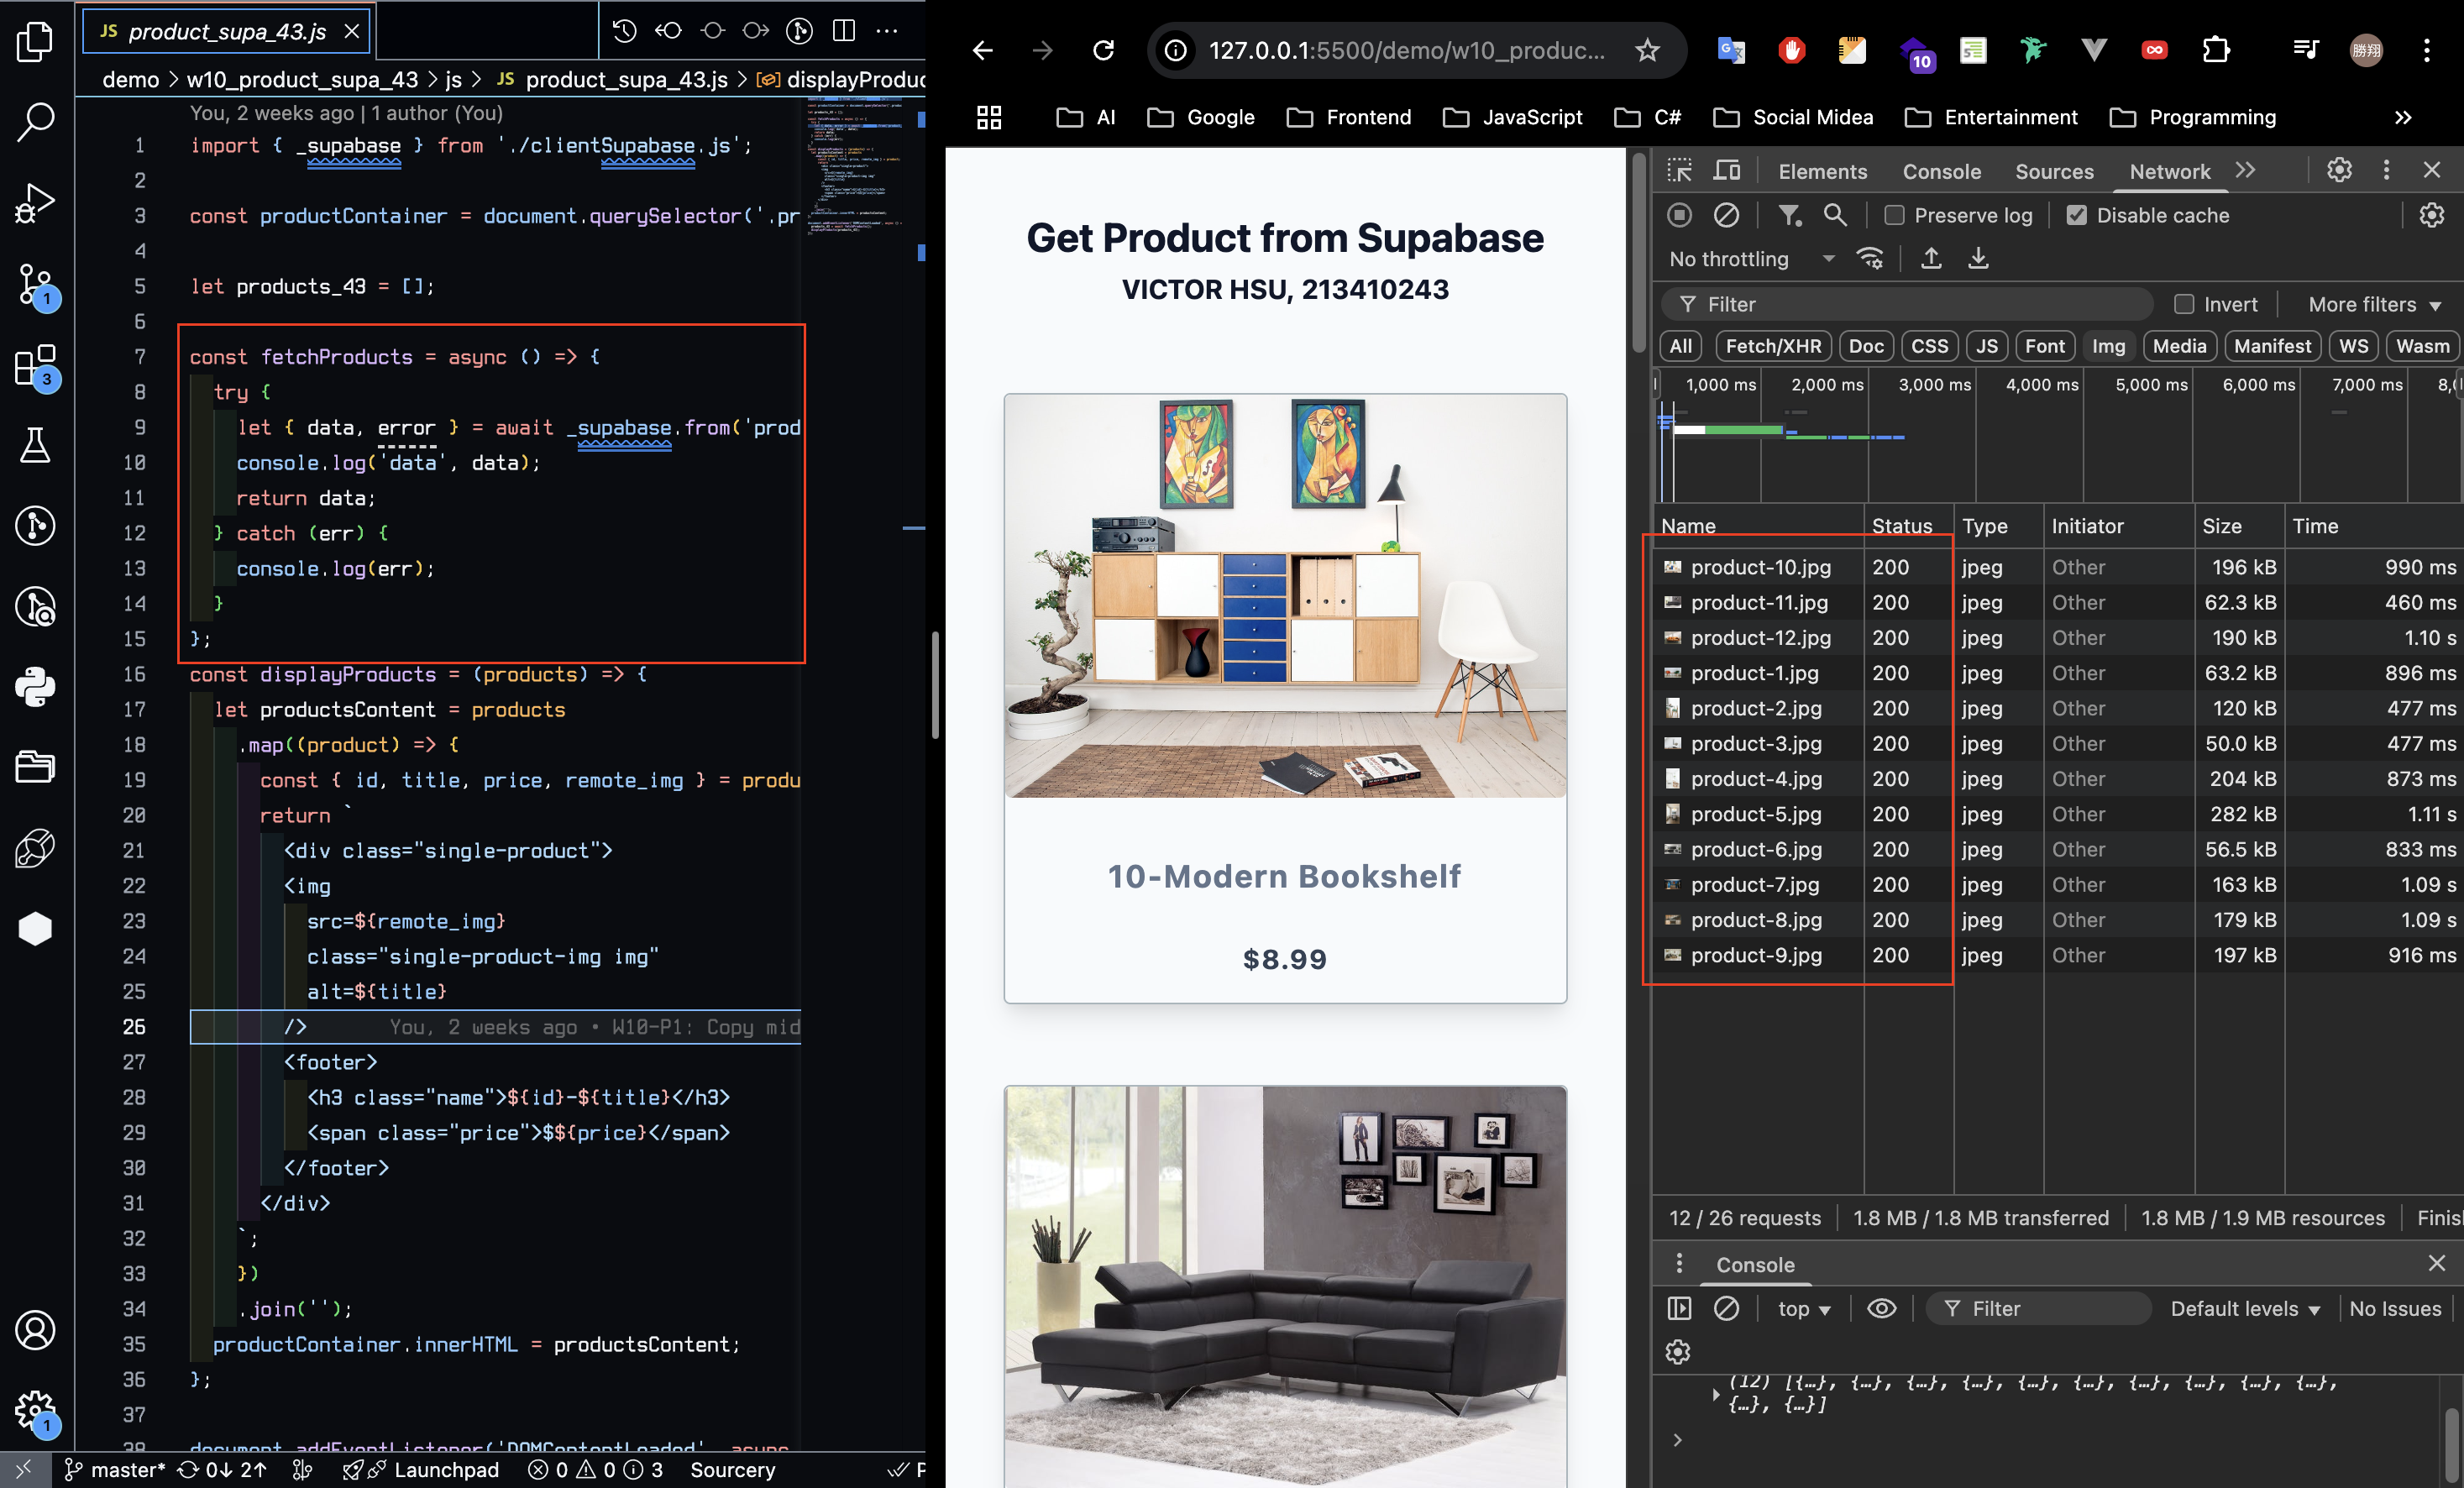 JS product_supa_43.js
demo > w10_product_supa_43 > js > JS product_supa_43.js > displayProduc
You, 2 weeks ago | 1 author (You)
1 import { _supabase } from './clientSupabase.js';
2
3 const productContainer = document.querySelector('.pr
4
5 let products_43 = [];
6
7 const fetchProducts = async () => {
8 try {
9 let { data, error } = await _supabase.from('prod
10 console.log('data', data);
11 return data;
12 } catch (err) {
13 console.log(err);
14 }
15 };
16 const displayProducts = (products) => {
17 let productsContent = products
18 .map((product) => {
19 const { id, title, price, remote_img } = produ
20 return `
21 <div class="single-product">
22 <img
23 src=${remote_img}
24 class="single-product-img img"
25 alt=${title}
26 /> You, 2 weeks ago • W10-P1: Copy mid
27 <footer>
28 <h3 class="name">${id}-${title}</h3>
29 <span class="price">$${price}</span>
30 </footer>
31 </div>
32 `;
33 })
34 .join('');
35 productContainer.innerHTML = productsContent;
36 };
37
38 document.addEventListener('DOMContentLoaded', async
1
3
1
master* 0↓ 2↑ Launchpad 0 0 3 Sourcery P
127.0.0.1:5500/demo/w10_produc...
10
勝翔
AI Google Frontend JavaScript C# Social Midea Entertainment Programming
Get Product from Supabase
VICTOR HSU, 213410243
10-Modern Bookshelf
$8.99
Elements Console Sources Network
Preserve log Disable cache
No throttling
Filter Invert More filters
All Fetch/XHR Doc CSS JS Font Img Media Manifest WS Wasm
1,000 ms 2,000 ms 3,000 ms 4,000 ms 5,000 ms 6,000 ms 7,000 ms 8,0
Name Status Type Initiator Size Time
product-10.jpg 200 jpeg Other 196 kB 990 ms
product-11.jpg 200 jpeg Other 62.3 kB 460 ms
product-12.jpg 200 jpeg Other 190 kB 1.10 s
product-1.jpg 200 jpeg Other 63.2 kB 896 ms
product-2.jpg 200 jpeg Other 120 kB 477 ms
product-3.jpg 200 jpeg Other 50.0 kB 477 ms
product-4.jpg 200 jpeg Other 204 kB 873 ms
product-5.jpg 200 jpeg Other 282 kB 1.11 s
product-6.jpg 200 jpeg Other 56.5 kB 833 ms
product-7.jpg 200 jpeg Other 163 kB 1.09 s
product-8.jpg 200 jpeg Other 179 kB 1.09 s
product-9.jpg 200 jpeg Other 197 kB 916 ms
12 / 26 requests 1.8 MB / 1.8 MB transferred 1.8 MB / 1.9 MB resources Finis
Console
top Filter Default levels No Issues
(12) [{…}, {…}, {…}, {…}, {…}, {…}, {…}, {…}, {…}, {…},
{…}, {…}]